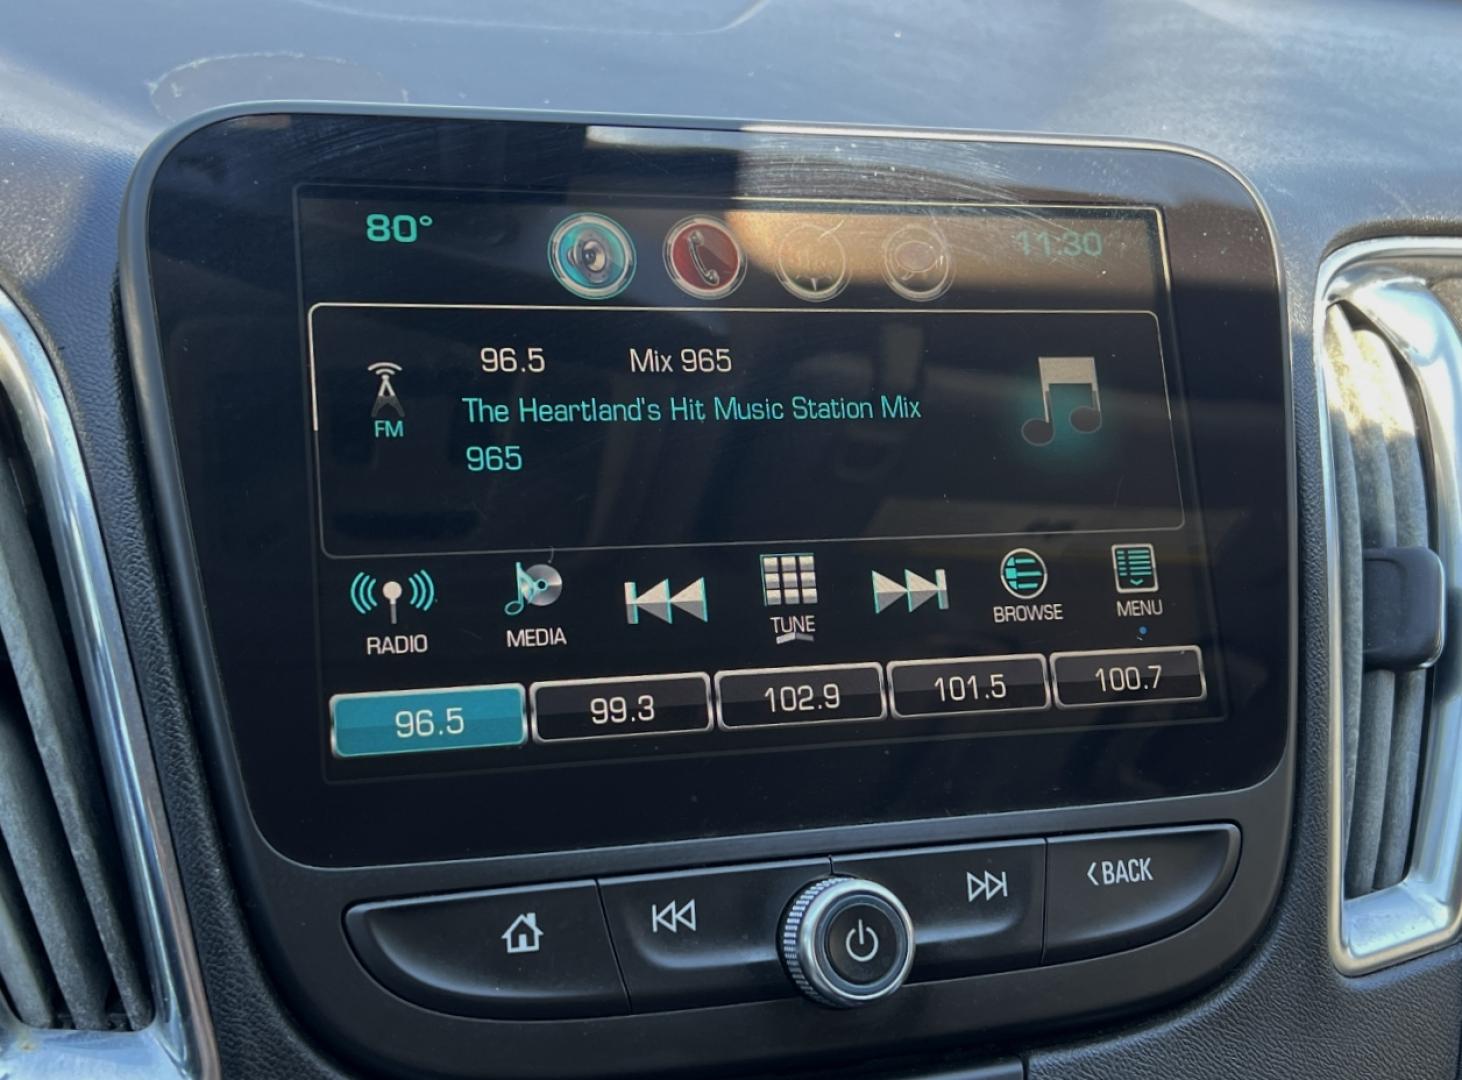 80° 11:30
96.5 Mix 965
FM
The Heartland's Hit Music Station Mix
965
RADIO MEDIA TUNE BROWSE MENU
96.5 99.3 102.9 101.5 100.7
<BACK